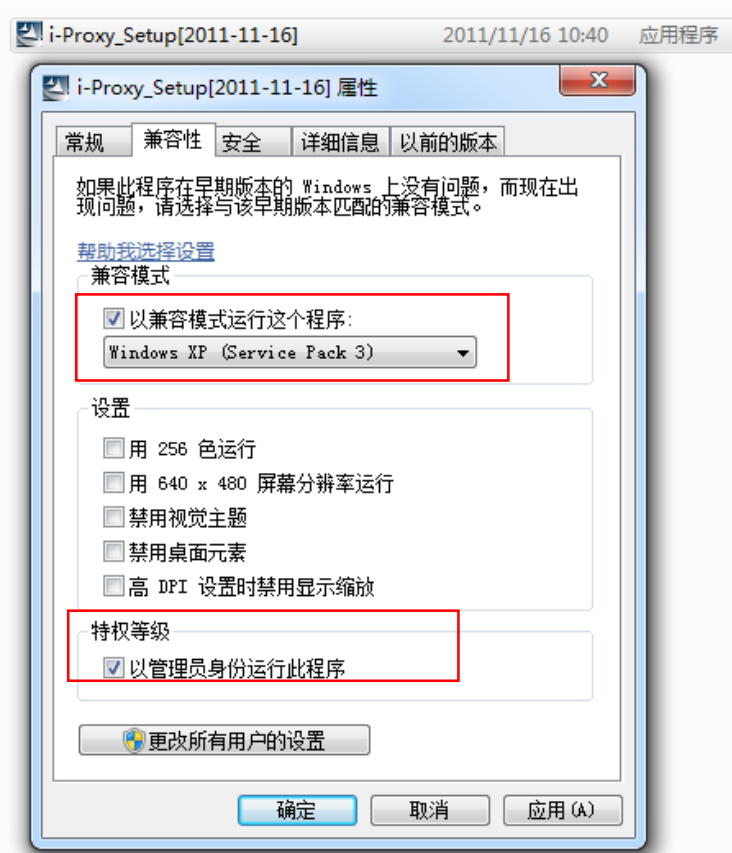 i-Proxy_Setup[2011-11-16] 2011/11/16 10:40 应用程序
i-Proxy_Setup[2011-11-16] 属性
常规 兼容性 安全 详细信息 以前的版本
如果此程序在早期版本的 Windows 上没有问题，而现在出
现问题，请选择与该早期版本匹配的兼容模式。
帮助我选择设置
兼容模式
以兼容模式运行这个程序:
Windows XP (Service Pack 3)
设置
用 256 色运行
用 640 x 480 屏幕分辨率运行
禁用视觉主题
禁用桌面元素
高 DPI 设置时禁用显示缩放
特权等级
以管理员身份运行此程序
更改所有用户的设置
确定 取消 应用(A)